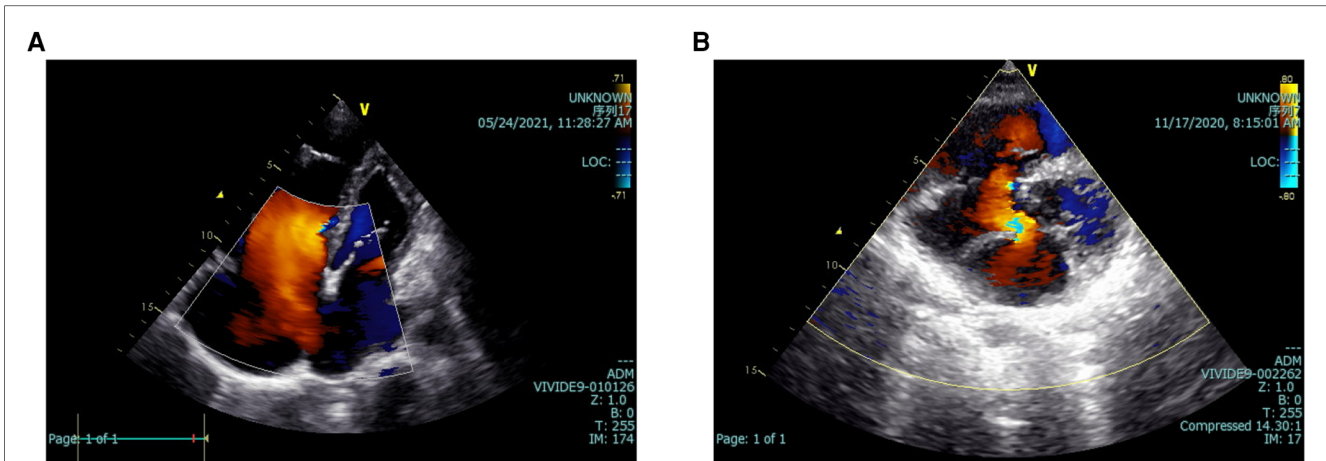 A
V
.71
UNKNOWN
序列17
05/24/2021, 11:28:27 AM
LOC: ---
---
---
-.71
5
10
15
---
ADM
VIVIDE9-010126
Z: 1.0
B: 0
T: 255
IM: 174
Page: 1 of 1
B
V
.80
UNKNOWN
序列7
11/17/2020, 8:15:01 AM
LOC: ---
---
---
-.80
5
10
15
---
ADM
VIVIDE9-002262
Z: 1.0
B: 0
T: 255
Compressed 14.30:1
IM: 17
Page: 1 of 1